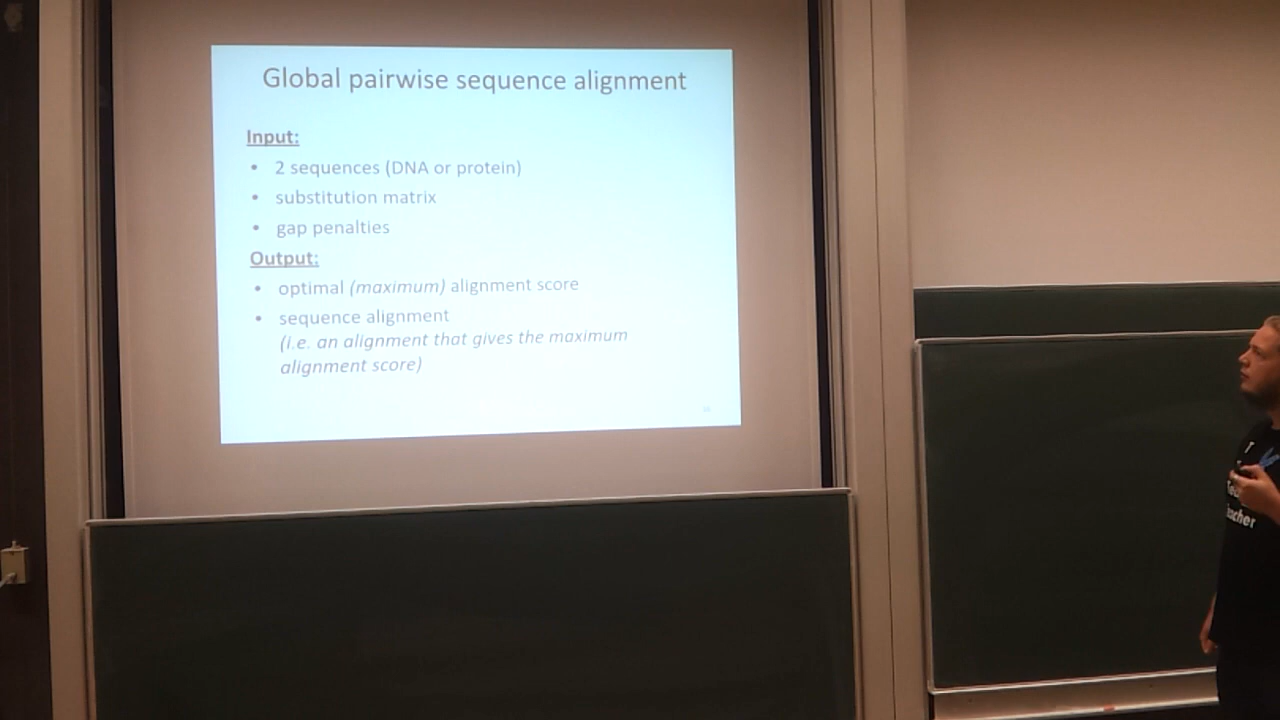 Global pairwise sequence alignment
Input:
• 2 sequences (DNA or protein)
• substitution matrix
• gap penalties
Output:
• optimal (maximum) alignment score
• sequence alignment
(i.e. an alignment that gives the maximum
alignment score)